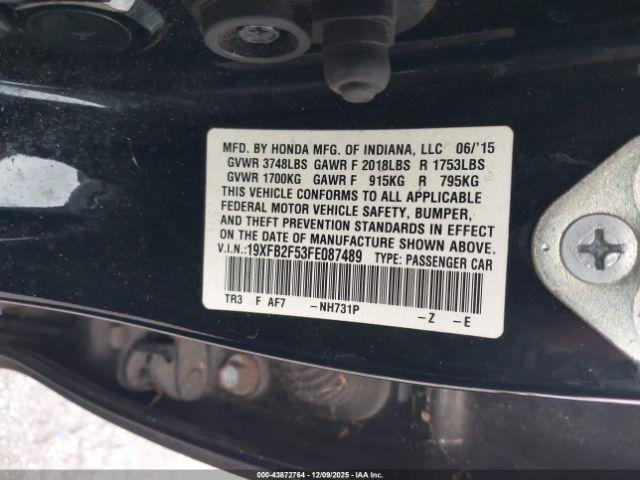 MFD. BY HONDA MFG. OF INDIANA, LLC 06/'15
GVWR 3748LBS GAWR F 2018LBS R 1753LBS
GVWR 1700KG GAWR F 915KG R 795KG
THIS VEHICLE CONFORMS TO ALL APPLICABLE
FEDERAL MOTOR VEHICLE SAFETY, BUMPER,
AND THEFT PREVENTION STANDARDS IN EFFECT
ON THE DATE OF MANUFACTURE SHOWN ABOVE.
V.I.N.:19XFB2F53FE087489 TYPE: PASSENGER CAR
TR3 F AF7 -NH731P -Z -E
© 43872764 - 12/09/2025 - IAA Inc.